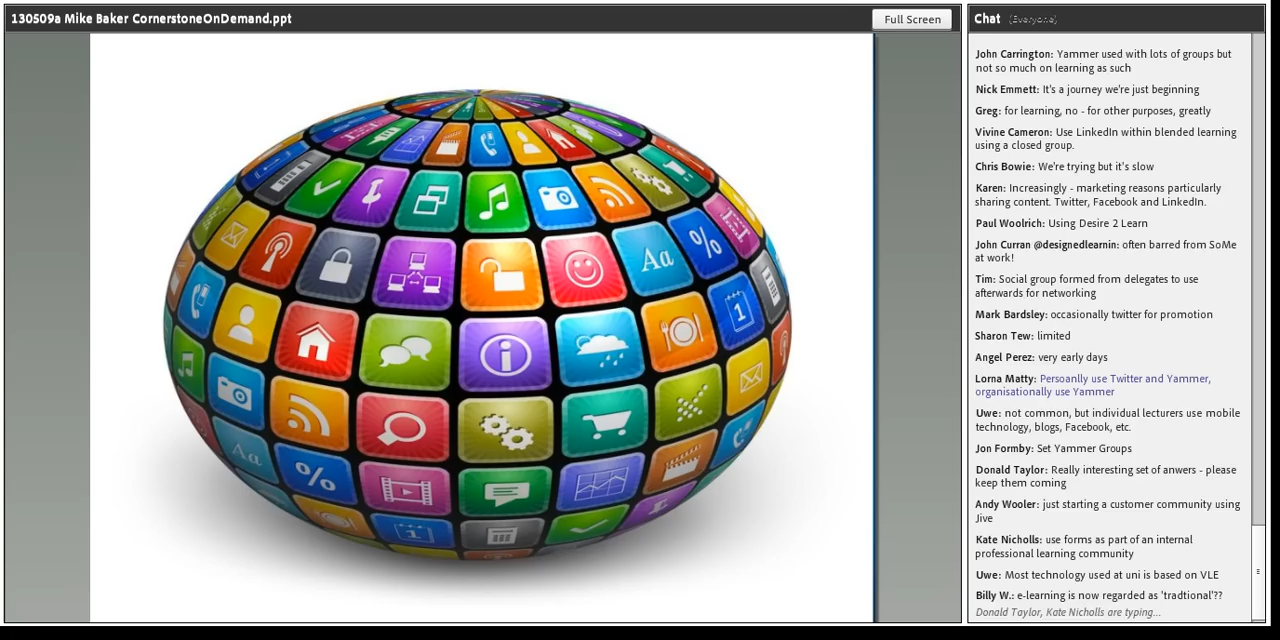 130509a Mike Baker CornerstoneOnDemand.ppt
Full Screen
Aa
%
1
Aa
%
1
Chat (Everyone)
John Carrington: Yammer used with lots of groups but
not so much on learning as such
Nick Emmett: It's a journey we're just beginning
Greg: for learning, no - for other purposes, greatly
Vivine Cameron: Use LinkedIn within blended learning
using a closed group.
Chris Bowie: We're trying but it's slow
Karen: Increasingly - marketing reasons particularly
sharing content. Twitter, Facebook and LinkedIn.
Paul Woolrich: Using Desire 2 Learn
John Curran @designedlearnin: often barred from SoMe
at work!
Tim: Social group formed from delegates to use
afterwards for networking
Mark Bardsley: occasionally twitter for promotion
Sharon Tew: limited
Angel Perez: very early days
Lorna Matty: Persoanlly use Twitter and Yammer,
organisationally use Yammer
Uwe: not common, but individual lecturers use mobile
technology, blogs, Facebook, etc.
Jon Formby: Set Yammer Groups
Donald Taylor: Really interesting set of anwers - please
keep them coming
Andy Wooler: just starting a customer community using
Jive
Kate Nicholls: use forms as part of an internal
professional learning community
Uwe: Most technology used at uni is based on VLE
Billy W.: e-learning is now regarded as 'tradtional'??
Donald Taylor, Kate Nicholls are typing...